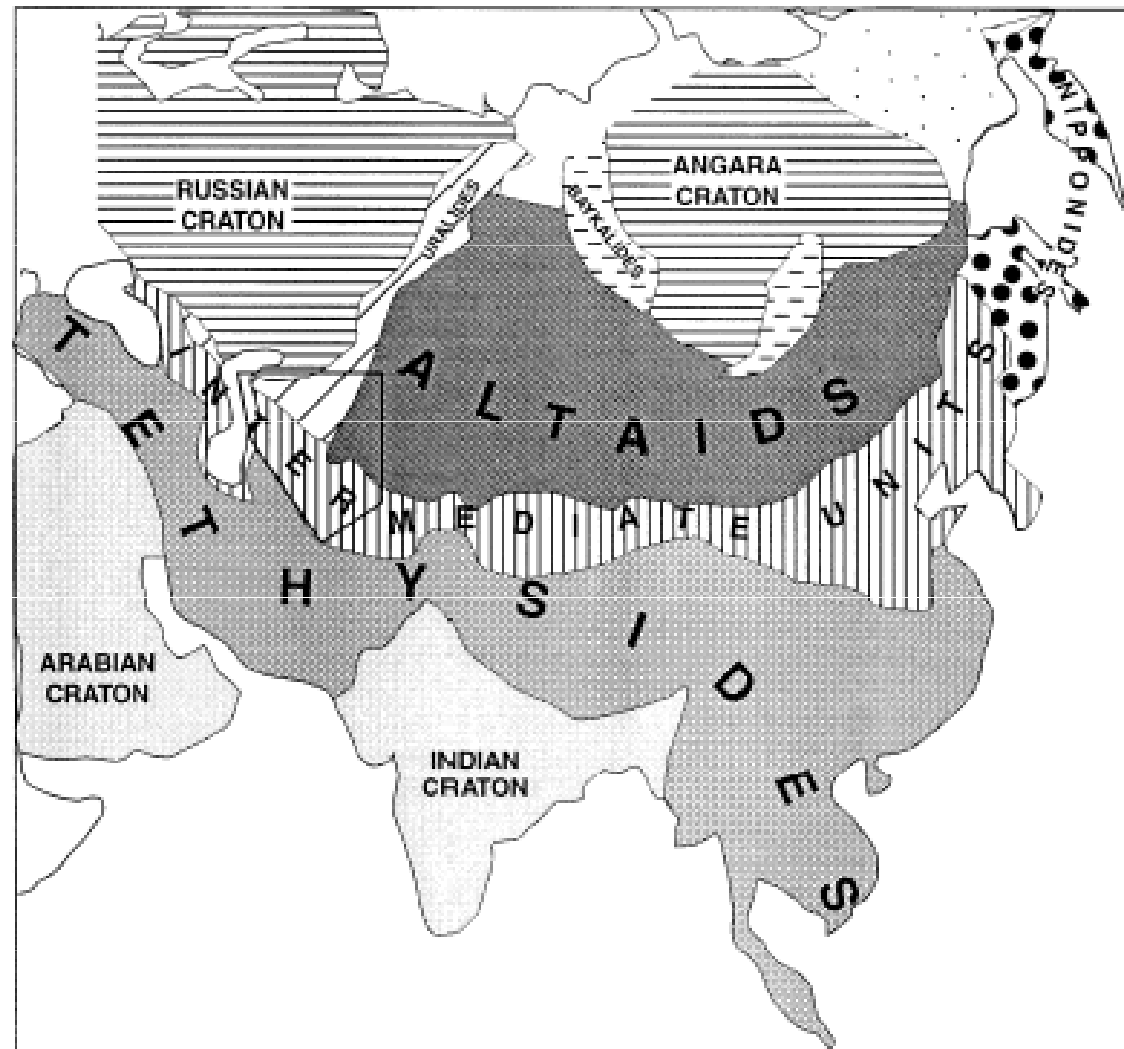 RUSSIAN
CRATON
URALIDES
BAYKALIDES
ANGARA
CRATON
NIPPONIDES
ALTAIDS
INTERMEDIATE UNITS
TETHYSIDES
ARABIAN
CRATON
INDIAN
CRATON